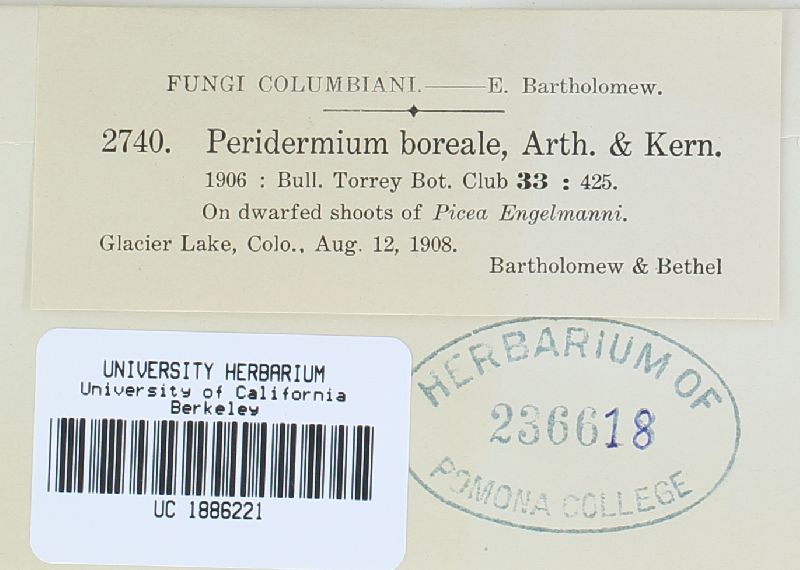 FUNGI COLUMBIANI.——E. Bartholomew.
2740. Peridermium boreale, Arth. & Kern.
1906 : Bull. Torrey Bot. Club 33 : 425.
On dwarfed shoots of Picea Engelmanni.
Glacier Lake, Colo., Aug. 12, 1908.
Bartholomew & Bethel
UNIVERSITY HERBARIUM
University of California
Berkeley
UC 1886221
HERBARIUM OF
236618
POMONA COLLEGE